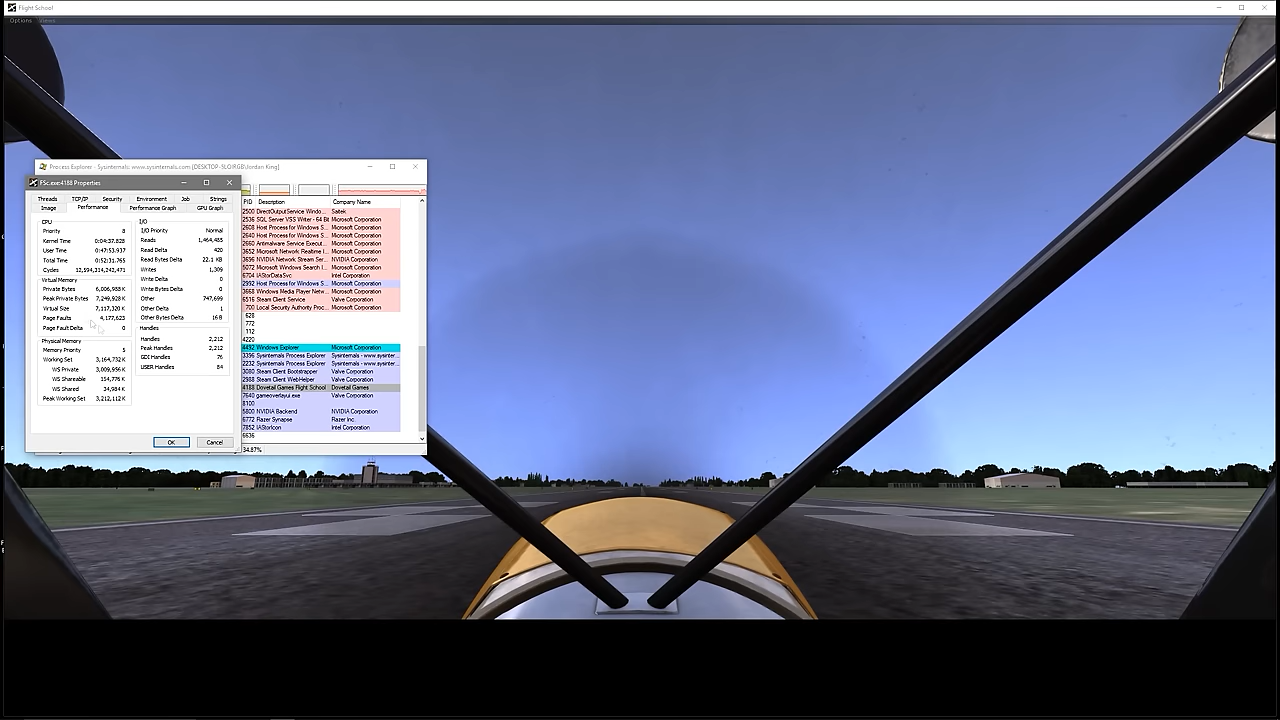 Flight School
Options Views
Process Explorer - Sysinternals: www.sysinternals.com [DESKTOP-5LOIRGB\Jordan King]
FSc.exe:4188 Properties
Threads TCP/IP Security Environment Job Strings
Image Performance Performance Graph GPU Graph
CPU
Priority 8
Kernel Time 0:04:37.828
User Time 0:47:53.937
Total Time 0:52:31.765
Cycles 12,594,314,242,471
Virtual Memory
Private Bytes 6,006,988 K
Peak Private Bytes 7,249,928 K
Virtual Size 7,117,320 K
Page Faults 4,177,623
Page Fault Delta 0
Physical Memory
Memory Priority 5
Working Set 3,164,732 K
WS Private 3,009,956 K
WS Shareable 154,776 K
WS Shared 34,984 K
Peak Working Set 3,212,112 K
I/O
I/O Priority Normal
Reads 1,464,485
Read Delta 420
Read Bytes Delta 22.1 KB
Writes 1,309
Write Delta 0
Write Bytes Delta 0
Other 747,699
Other Delta 1
Other Bytes Delta 16 B
Handles
Handles 2,212
Peak Handles 2,212
GDI Handles 76
USER Handles 84
OK Cancel
PID Description Company Name
2500 DirectOutputService Windo... Saitek
2536 SQL Server VSS Writer - 64 Bit Microsoft Corporation
2608 Host Process for Windows S... Microsoft Corporation
2640 Host Process for Windows S... Microsoft Corporation
2660 Antimalware Service Execut... Microsoft Corporation
3652 Microsoft Network Realtime I... Microsoft Corporation
3696 NVIDIA Network Stream Ser... NVIDIA Corporation
5072 Microsoft Windows Search I... Microsoft Corporation
6704 IAStorDataSvc Intel Corporation
2992 Host Process for Windows S... Microsoft Corporation
3668 Windows Media Player Netw... Microsoft Corporation
6516 Steam Client Service Valve Corporation
700 Local Security Authority Proc... Microsoft Corporation
628
772
112
4220
4492 Windows Explorer Microsoft Corporation
3396 Sysinternals Process Explorer Sysinternals - www.sysinter...
2232 Sysinternals Process Explorer Sysinternals - www.sysinter...
3080 Steam Client Bootstrapper Valve Corporation
2988 Steam Client WebHelper Valve Corporation
4188 Dovetail Games Flight School Dovetail Games
7640 gameoverlayui.exe Valve Corporation
8100
5800 NVIDIA Backend NVIDIA Corporation
6772 Razer Synapse Razer Inc.
7852 IAStorIcon Intel Corporation
6636
34.87%